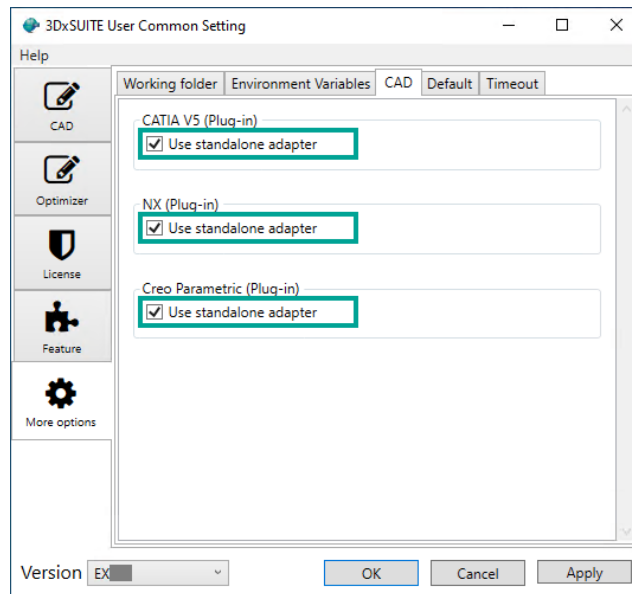 3DxSUITE User Common Setting
Help
CAD
Optimizer
License
Feature
More options
Working folder Environment Variables CAD Default Timeout
CATIA V5 (Plug-in)
Use standalone adapter
NX (Plug-in)
Use standalone adapter
Creo Parametric (Plug-in)
Use standalone adapter
Version EX
OK Cancel Apply